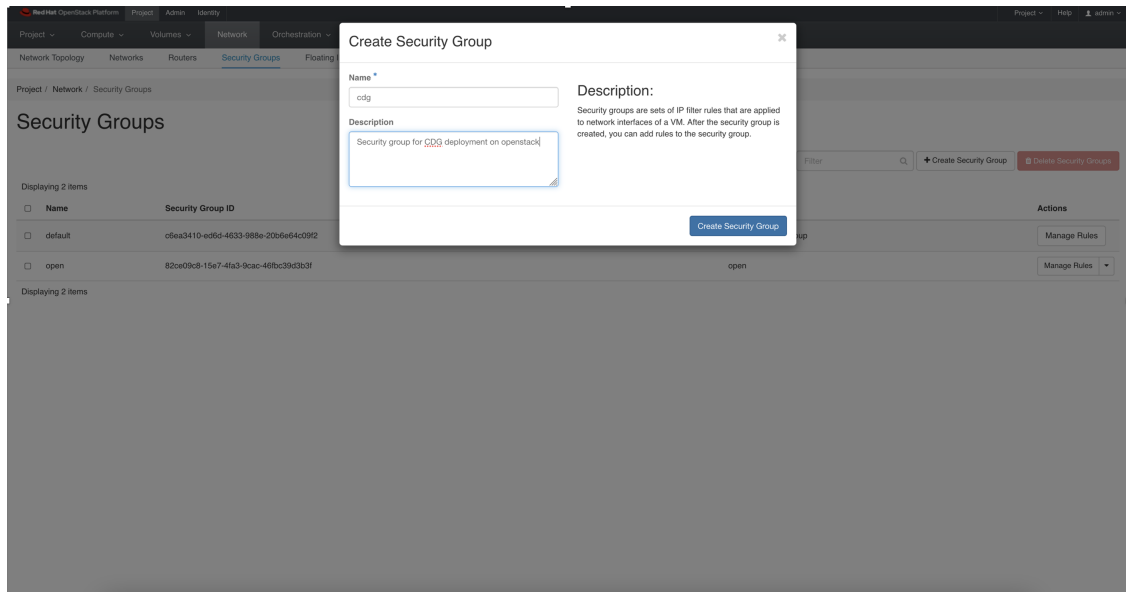 Red Hat OpenStack Platform Project Admin Identity Project Help admin
Project Compute Volumes Network Orchestration
Network Topology Networks Routers Security Groups Floating I
Project / Network / Security Groups
Security Groups
Filter + Create Security Group Delete Security Groups
Displaying 2 items
Name Security Group ID Actions
default c6ea3410-ed6d-4633-988e-20b6e64c09f2 up Manage Rules
open 82ce09c8-15e7-4fa3-9cac-46fbc39d3b3f open Manage Rules
Displaying 2 items
Create Security Group
Name *
cdg
Description
Security group for CDG deployment on openstack
Description:
Security groups are sets of IP filter rules that are applied
to network interfaces of a VM. After the security group is
created, you can add rules to the security group.
Create Security Group